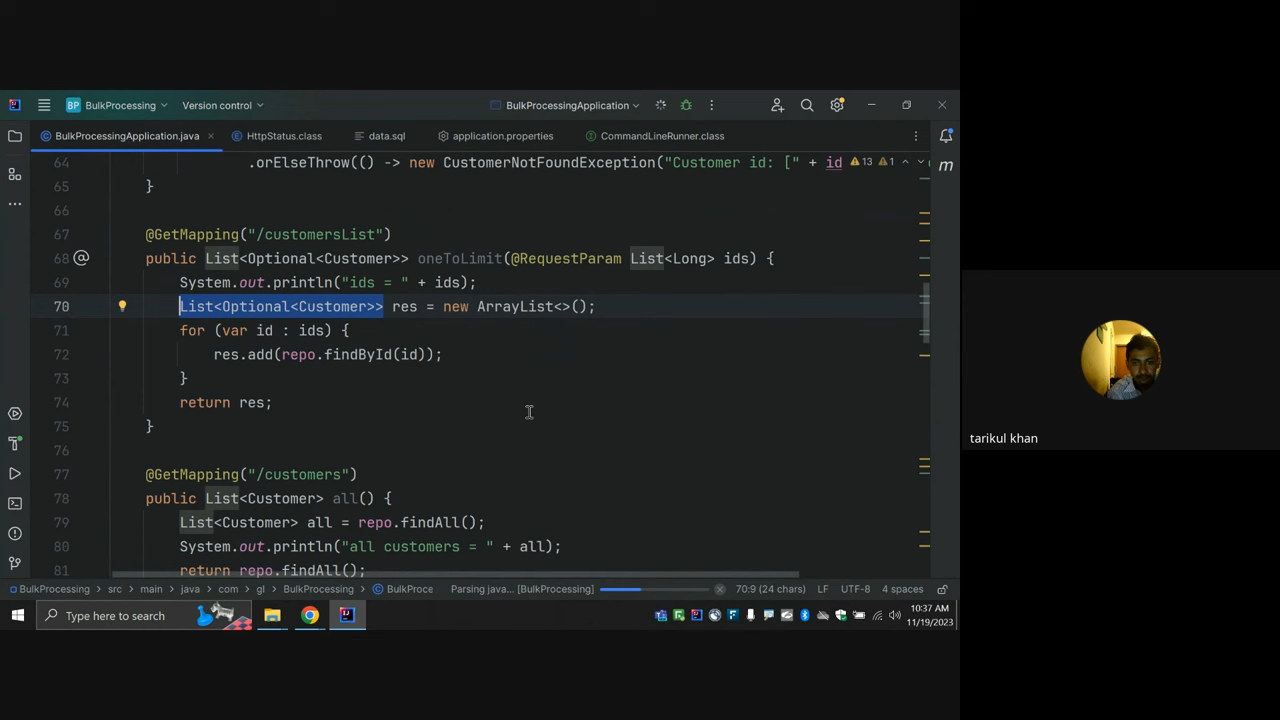 BP BulkProcessing Version control BulkProcessingApplication
BulkProcessingApplication.java HttpStatus.class data.sql application.properties CommandLineRunner.class
64 .orElseThrow(() -> new CustomerNotFoundException("Customer id: [" + id 13 1
65 }
66
67 @GetMapping("/customersList")
68 public List<Optional<Customer>> oneToLimit(@RequestParam List<Long> ids) {
69 System.out.println("ids = " + ids);
70 List<Optional<Customer>> res = new ArrayList<>();
71 for (var id : ids) {
72 res.add(repo.findById(id));
73 }
74 return res;
75 }
76
77 @GetMapping("/customers")
78 public List<Customer> all() {
79 List<Customer> all = repo.findAll();
80 System.out.println("all customers = " + all);
81 return repo.findAll();
BulkProcessing > src > main > java > com > gl > BulkProcessing > BulkProce Parsing java... [BulkProcessing] 70:9 (24 chars) LF UTF-8 4 spaces
Type here to search
10:37 AM
11/19/2023
tarikul khan